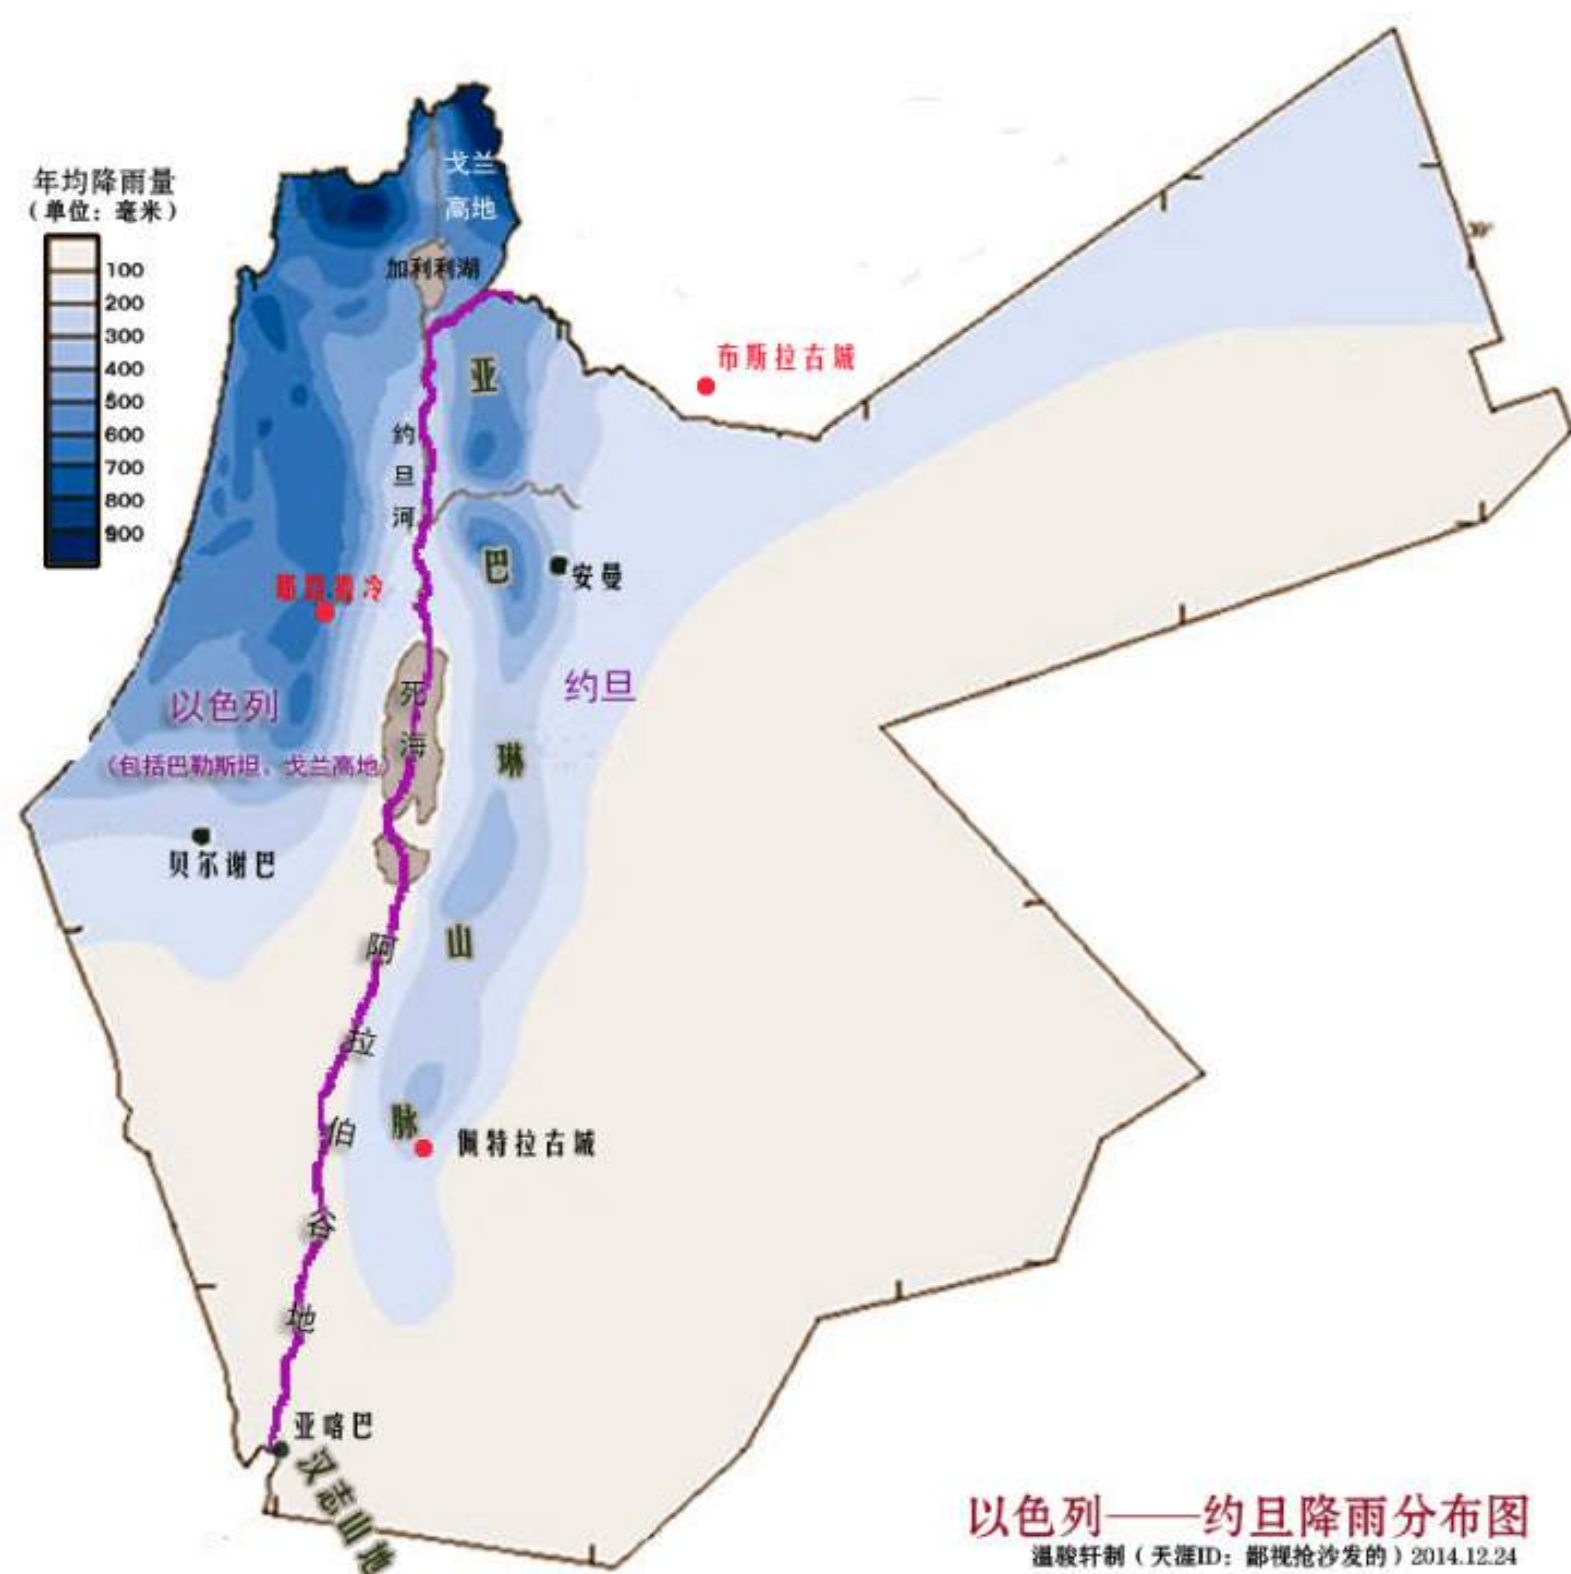 年均降雨量
（单位：毫米）
100
200
300
400
500
600
700
800
900
戈兰
高地
加利利湖
30°
布斯拉古城
亚巴琳山脉
约旦河
安曼
耶路撒冷
死海
约旦
以色列
（包括巴勒斯坦、戈兰高地）
贝尔谢巴
阿拉伯谷地
佩特拉古城
亚喀巴
汉志山地
以色列——约旦降雨分布图
温骏轩制（天涯ID：鄙视抢沙发的）2014.12.24